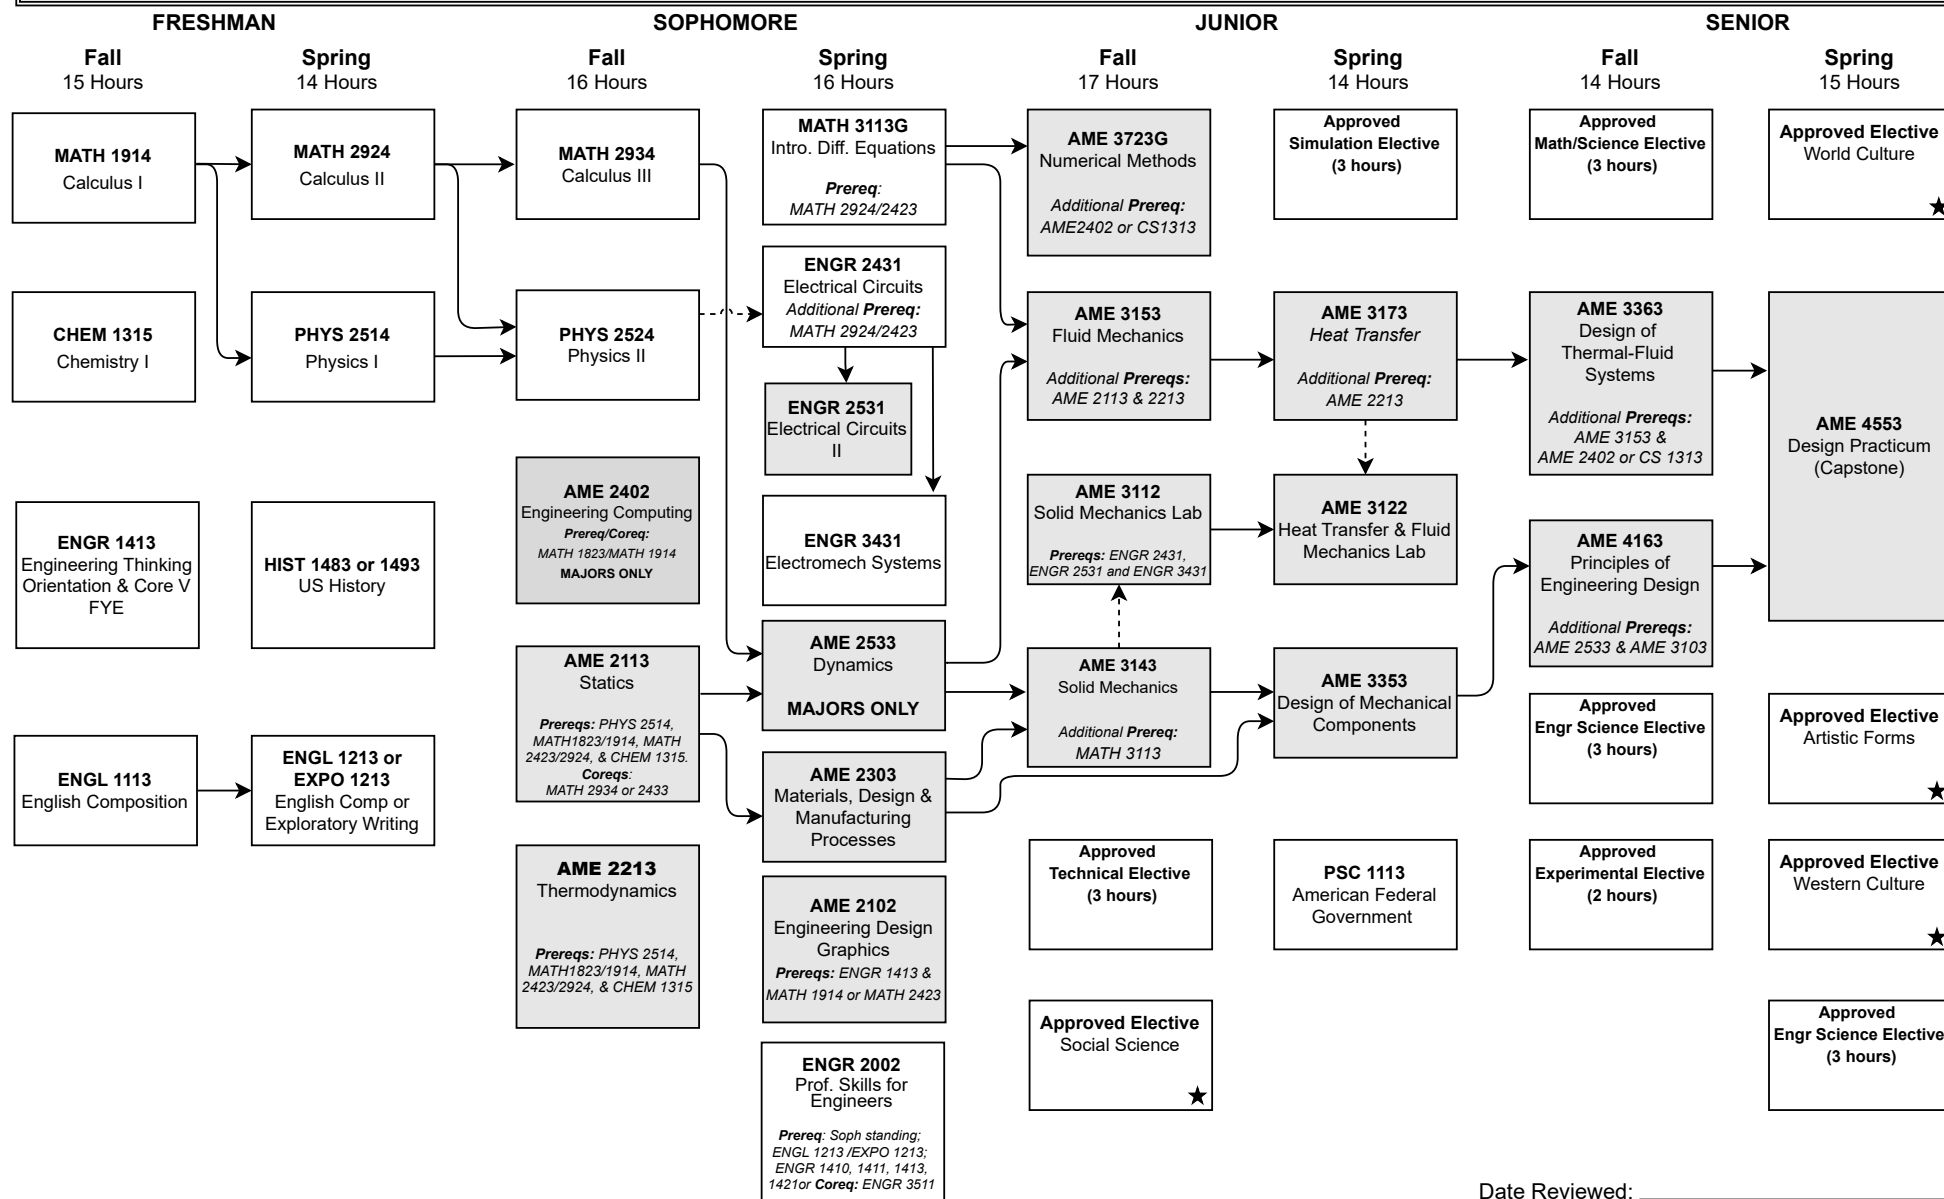 FRESHMAN
SOPHOMORE
JUNIOR
SENIOR
Fall
15 Hours
Spring
14 Hours
Fall
16 Hours
Spring
16 Hours
Fall
17 Hours
Spring
14 Hours
Fall
14 Hours
Spring
15 Hours
MATH 1914
Calculus I
CHEM 1315
Chemistry I
ENGR 1413
Engineering Thinking
Orientation & Core V
FYE
ENGL 1113
English Composition
MATH 2924
Calculus II
PHYS 2514
Physics I
HIST 1483 or 1493
US History
ENGL 1213 or
EXPO 1213
English Comp or
Exploratory Writing
MATH 2934
Calculus III
PHYS 2524
Physics II
AME 2402
Engineering Computing
Prereq/Coreq:
MATH 1823/MATH 1914
MAJORS ONLY
AME 2113
Statics
Prereqs: PHYS 2514,
MATH1823/1914, MATH
2423/2924, & CHEM 1315.
Coreqs:
MATH 2934 or 2433
AME 2213
Thermodynamics
Prereqs: PHYS 2514,
MATH1823/1914, MATH
2423/2924, & CHEM 1315
MATH 3113G
Intro. Diff. Equations
Prereq:
MATH 2924/2423
ENGR 2431
Electrical Circuits
Additional Prereq:
MATH 2924/2423
ENGR 2531
Electrical Circuits
II
ENGR 3431
Electromech Systems
AME 2533
Dynamics
MAJORS ONLY
AME 2303
Materials, Design &
Manufacturing
Processes
AME 2102
Engineering Design
Graphics
Prereqs: ENGR 1413 &
MATH 1914 or MATH 2423
ENGR 2002
Prof. Skills for
Engineers
Prereq: Soph standing;
ENGL 1213 /EXPO 1213;
ENGR 1410, 1411, 1413,
1421or Coreq: ENGR 3511
AME 3723G
Numerical Methods
Additional Prereq:
AME2402 or CS1313
AME 3153
Fluid Mechanics
Additional Prereqs:
AME 2113 & 2213
AME 3112
Solid Mechanics Lab
Prereqs: ENGR 2431,
ENGR 2531 and ENGR 3431
AME 3143
Solid Mechanics
Additional Prereq:
MATH 3113
Approved
Technical Elective
(3 hours)
Approved Elective
Social Science
Approved
Simulation Elective
(3 hours)
AME 3173
Heat Transfer
Additional Prereq:
AME 2213
AME 3122
Heat Transfer & Fluid
Mechanics Lab
AME 3353
Design of Mechanical
Components
PSC 1113
American Federal
Government
Approved
Math/Science Elective
(3 hours)
AME 3363
Design of
Thermal-Fluid
Systems
Additional Prereqs:
AME 3153 &
AME 2402 or CS 1313
AME 4163
Principles of
Engineering Design
Additional Prereqs:
AME 2533 & AME 3103
Approved
Engr Science Elective
(3 hours)
Approved
Experimental Elective
(2 hours)
Approved Elective
World Culture
AME 4553
Design Practicum
(Capstone)
Approved Elective
Artistic Forms
Approved Elective
Western Culture
Approved
Engr Science Elective
(3 hours)
Date Reviewed: